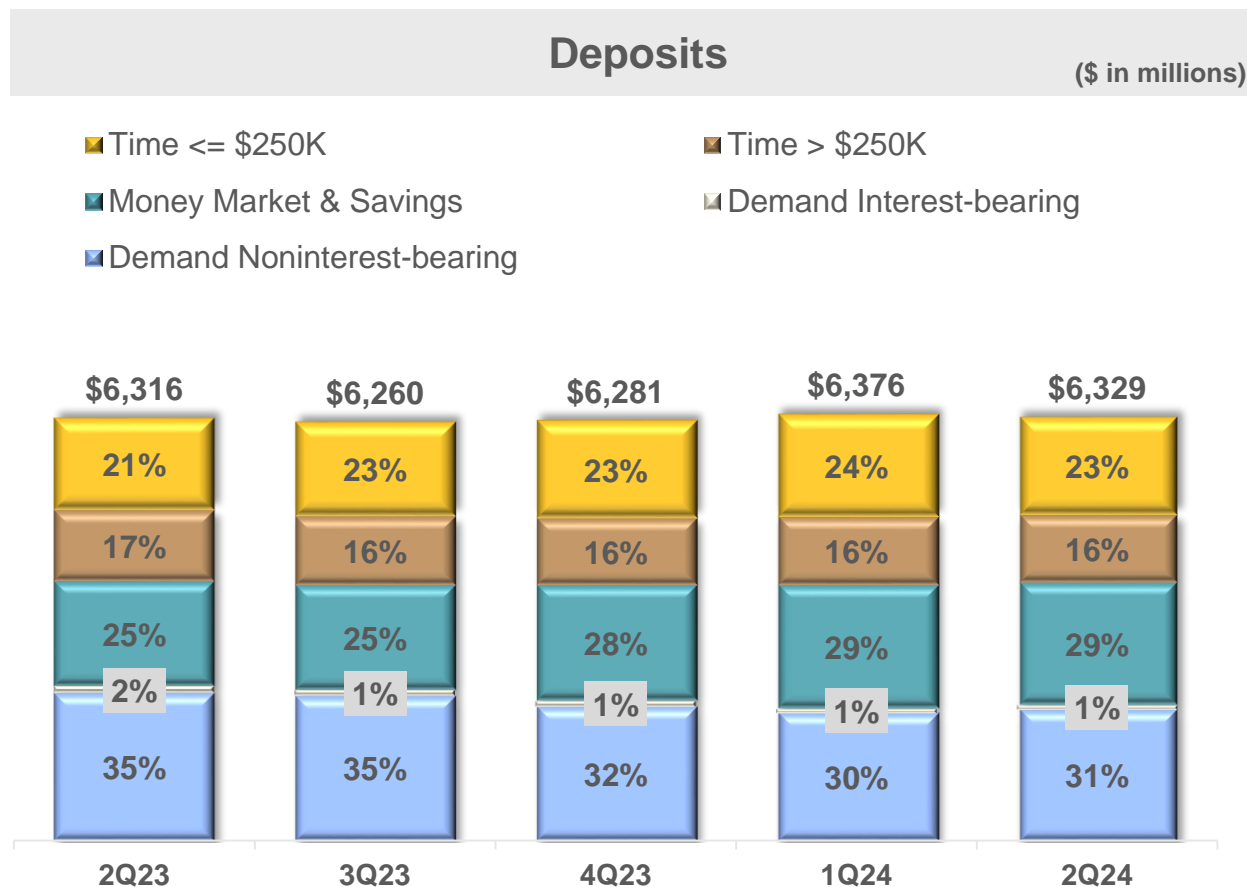 Deposits
($ in millions)
Time <= $250K
Time > $250K
Money Market & Savings
Demand Interest-bearing
Demand Noninterest-bearing
$6,316
$6,260
$6,281
$6,376
$6,329
21%
23%
23%
24%
23%
17%
16%
16%
16%
16%
25%
25%
28%
29%
29%
2%
1%
1%
1%
1%
35%
35%
32%
30%
31%
2Q23
3Q23
4Q23
1Q24
2Q24